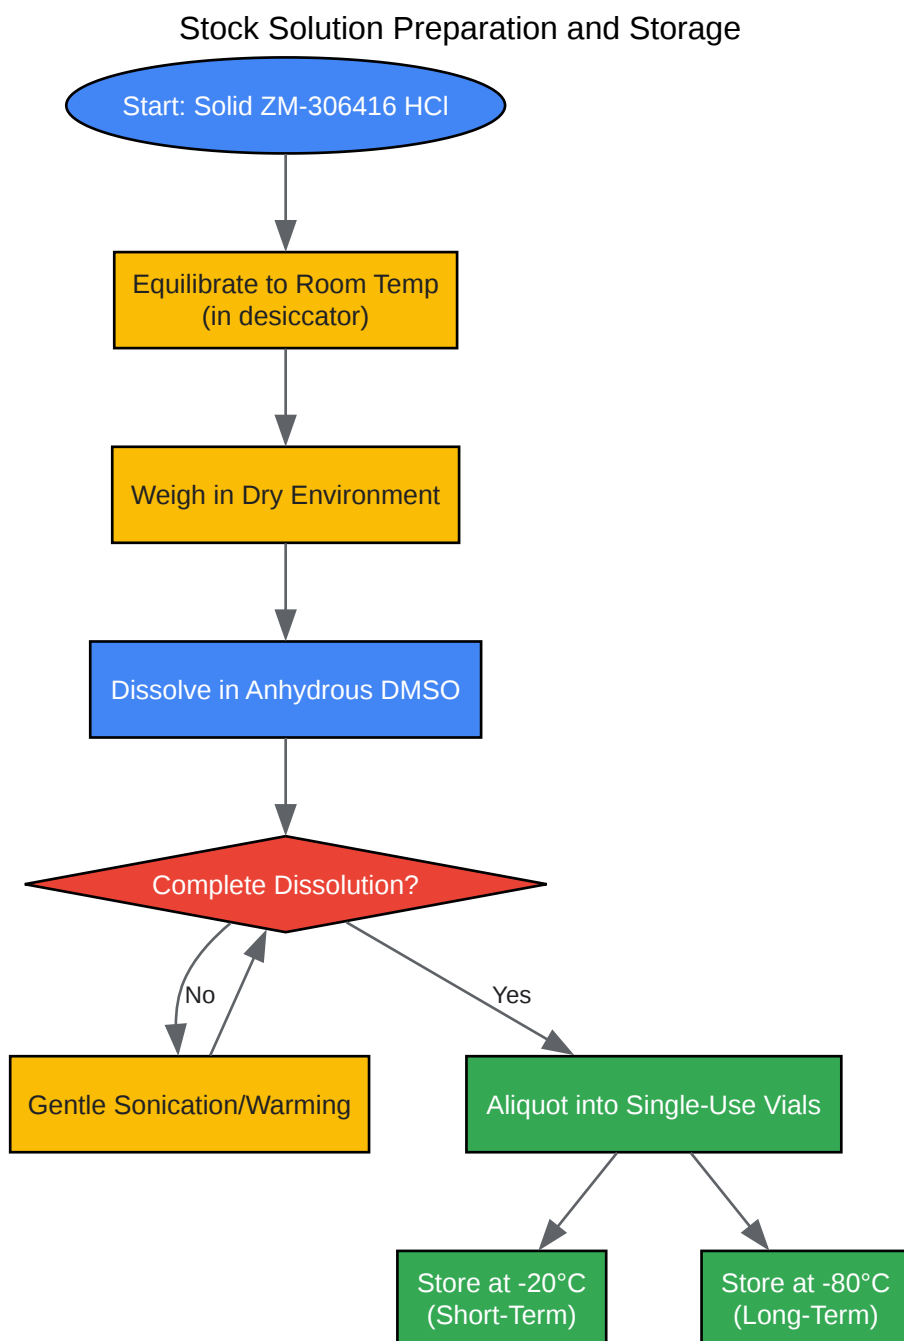 Stock Solution Preparation and Storage
Start: Solid ZM-306416 HCl
Equilibrate to Room Temp
(in desiccator)
Weigh in Dry Environment
Dissolve in Anhydrous DMSO
Complete Dissolution?
No
Yes
Gentle Sonication/Warming
Aliquot into Single-Use Vials
Store at -20°C
(Short-Term)
Store at -80°C
(Long-Term)